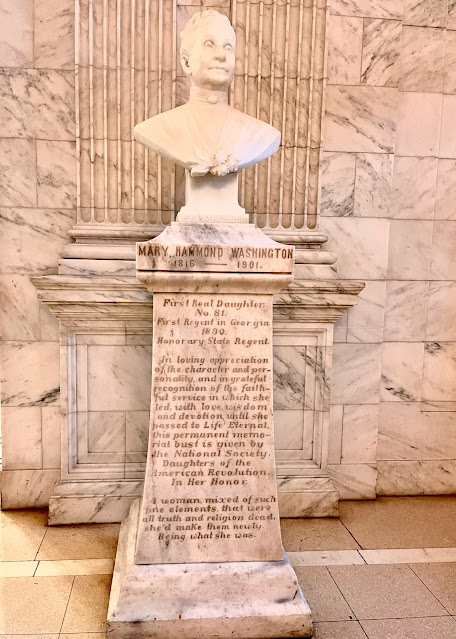 MARY HAMMOND WASHINGTON
1816 — 1901.
First Real Daughter.
No. 81.
First Regent in Georgia
1890.
Honorary State Regent.
In loving appreciation
of the character and per-
sonality, and in grateful
recognition of the faith-
ful service in which she
led, with love, wisdom
and devotion, until she
passed to Life Eternal,
this permanent memo-
rial bust is given by
the National Society.
Daughters of the
American Revolution,
In Her Honor.
A woman, mixed of such
fine elements, that were
all truth and religion dead,
she'd make them newly,
Being what she was.